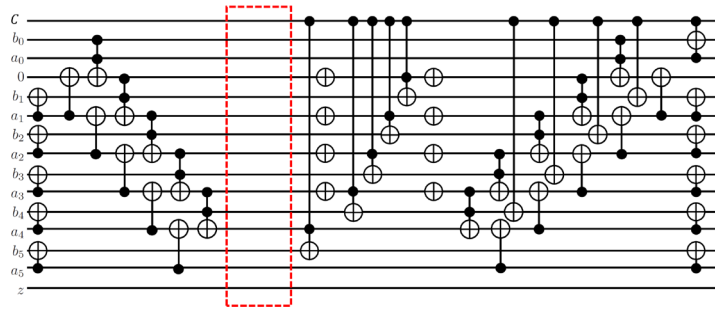 C
b₀
a₀
0
b₁
a₁
b₂
a₂
b₃
a₃
b₄
a₄
b₅
a₅
z